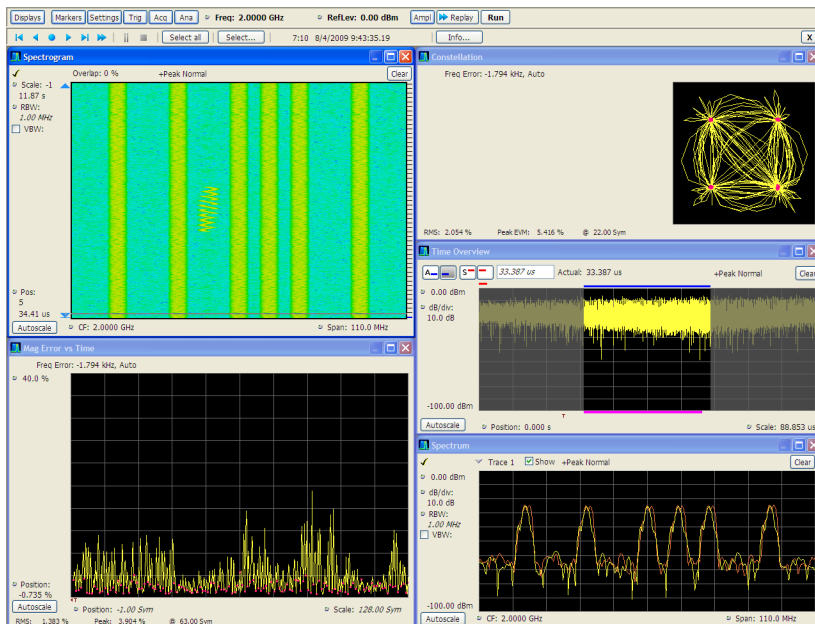 Displays Markers Settings Trig Acq Ana Freq: 2.0000 GHz RefLev: 0.00 dBm Ampl Replay Run
Select all Select... 7:10 8/4/2009 9:43:35.19 Info... X
Spectrogram
Overlap: 0 % +Peak Normal Clear
Scale: -1
11.87 s
RBW:
1.00 MHz
VBW:
Pos:
5
34.41 us
Autoscale CF: 2.0000 GHz Span: 110.0 MHz
Constellation
Freq Error: -1.794 kHz, Auto
RMS: 2.054 % Peak EVM: 5.416 % @ 22.00 Sym
Time Overview
A S 33.387 us Actual: 33.387 us +Peak Normal Clear
0.00 dBm
dB/div:
10.0 dB
-100.00 dBm
T
Autoscale Position: 0.000 s Scale: 88.853 us
Mag Error vs Time
Freq Error: -1.794 kHz, Auto
40.0 %
Position:
-0.735 %
T
Autoscale Position: -1.00 Sym Scale: 128.00 Sym
RMS: 1.383 % Peak: 3.904 % @ 63.00 Sym
Spectrum
Trace 1 Show +Peak Normal Clear
0.00 dBm
dB/div:
10.0 dB
RBW:
1.00 MHz
VBW:
-100.00 dBm
Autoscale CF: 2.0000 GHz Span: 110.0 MHz